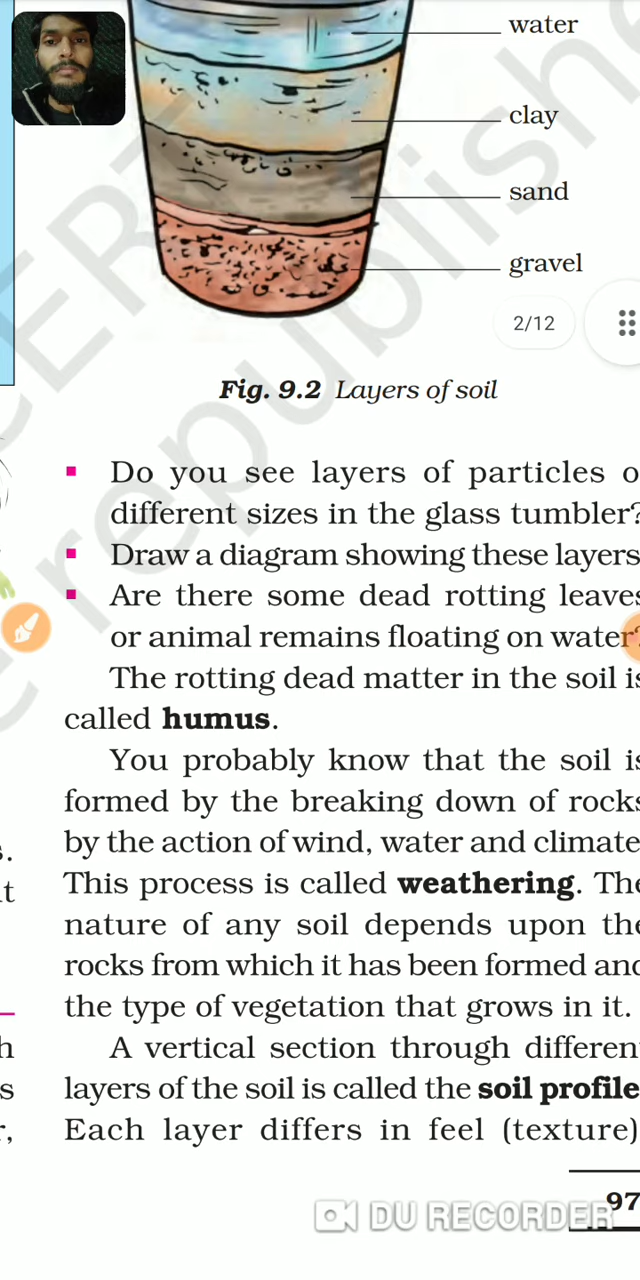 water
clay
sand
gravel
2/12
Fig. 9.2 Layers of soil
Do you see layers of particles o
different sizes in the glass tumbler?
Draw a diagram showing these layers
Are there some dead rotting leaves
or animal remains floating on water?
The rotting dead matter in the soil is
called humus.
You probably know that the soil is
formed by the breaking down of rocks
by the action of wind, water and climate
This process is called weathering. The
nature of any soil depends upon the
rocks from which it has been formed and
the type of vegetation that grows in it.
A vertical section through differen
layers of the soil is called the soil profile
Each layer differs in feel (texture)
97
DU RECORDER
republishe